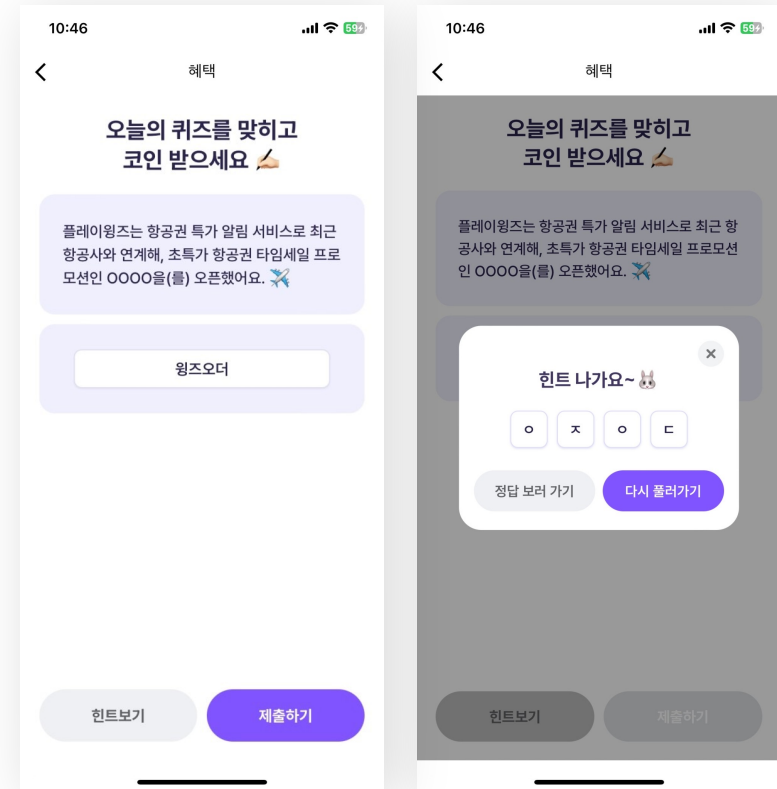 10:46
59
혜택
오늘의 퀴즈를 맞히고
코인 받으세요
플레이윙즈는 항공권 특가 알림 서비스로 최근
항공사와 연계해, 초특가 항공권 타임세일 프로
모션인 OOOO을(를) 오픈했어요.
윙즈오더
힌트보기
제출하기
10:46
59
혜택
오늘의 퀴즈를 맞히고
코인 받으세요
플레이윙즈는 항공권 특가 알림 서비스로 최근 항
공사와 연계해, 초특가 항공권 타임세일 프로모션
인 OOOO을(를) 오픈했어요.
힌트 나가요~
ㅇ ㅈ ㅇ ㄷ
정답 보러 가기
다시 풀러가기
힌트보기
제출하기